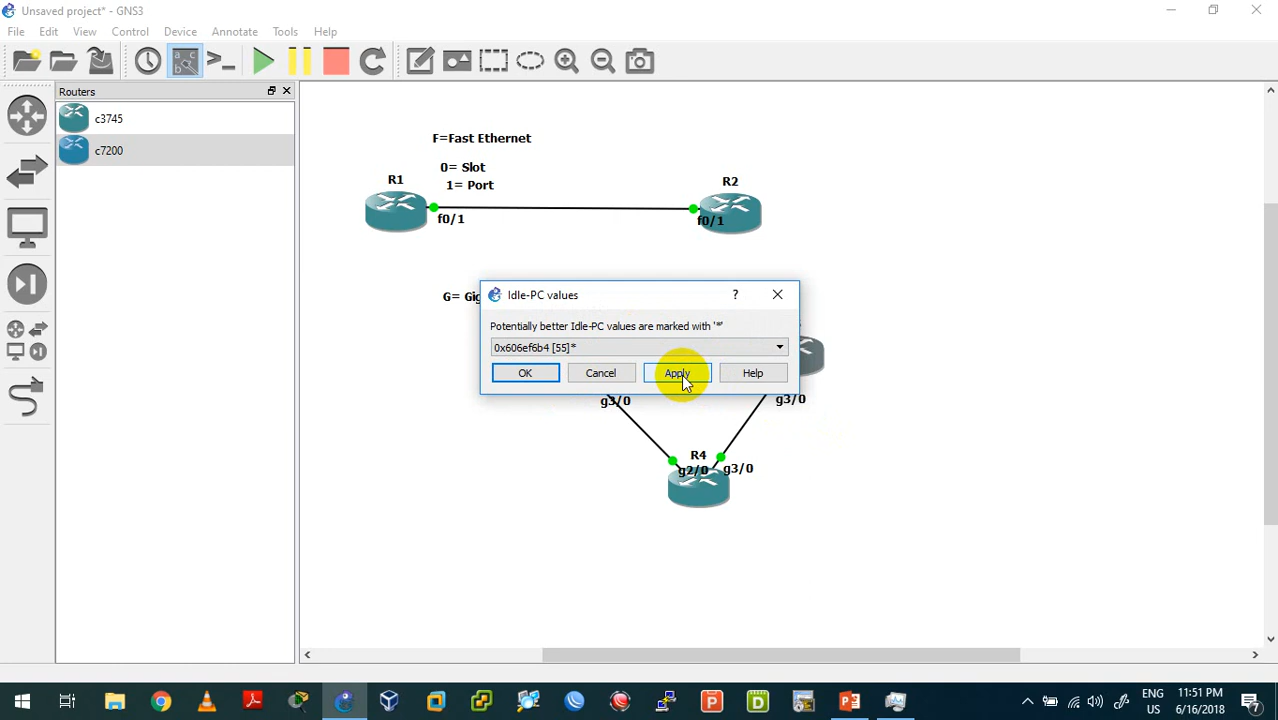 Unsaved project* - GNS3
File Edit View Control Device Annotate Tools Help
Routers
c3745
c7200
F=Fast Ethernet
0= Slot
1= Port
R1
R2
f0/1
f0/1
G= Gig
Idle-PC values
?
Potentially better Idle-PC values are marked with '*'
0x606ef6b4 [55]*
OK Cancel Apply Help
g3/0
g3/0
R4
g2/0
g3/0
ENG
US
11:51 PM
6/16/2018
7